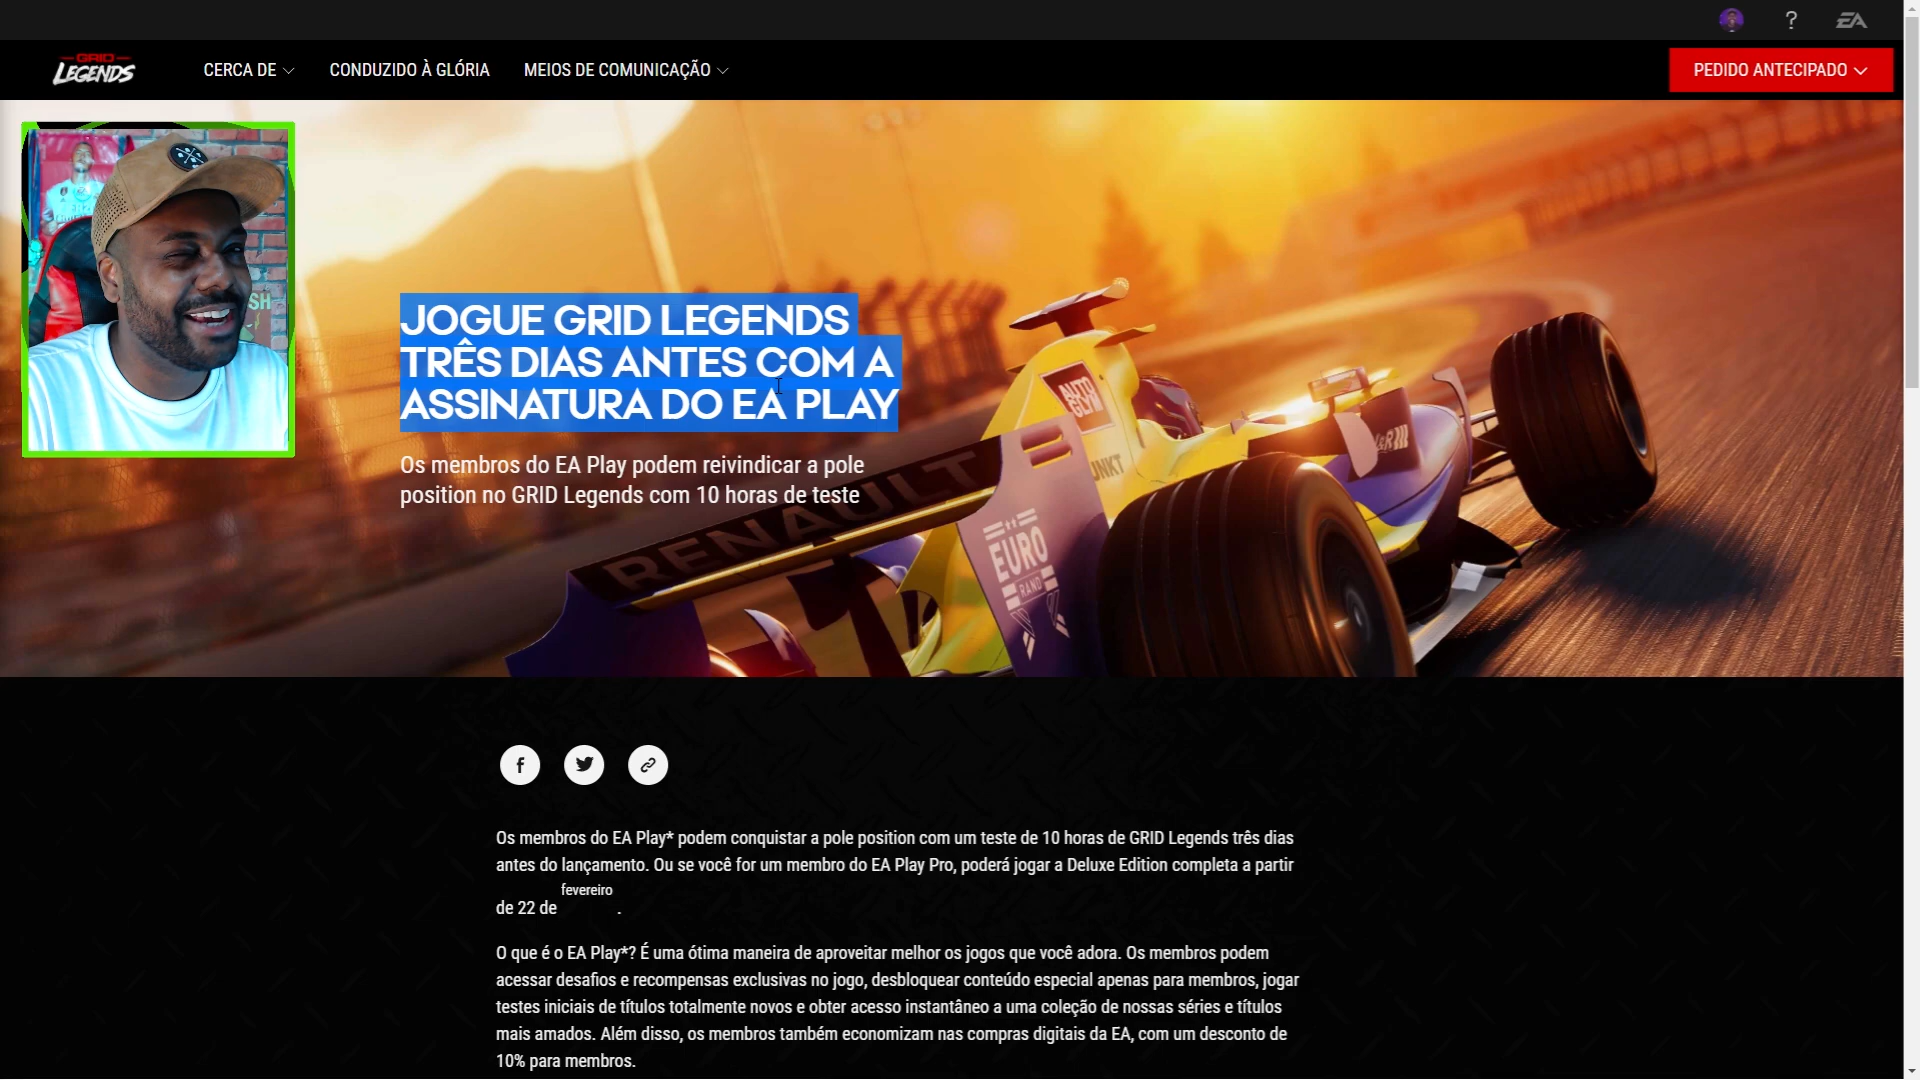 ?
EA
GRID
LEGENDS
CERCA DE
CONDUZIDO À GLÓRIA
MEIOS DE COMUNICAÇÃO
PEDIDO ANTECIPADO
SH
JOGUE GRID LEGENDS
TRÊS DIAS ANTES COM A
ASSINATURA DO EA PLAY
Os membros do EA Play podem reivindicar a pole
position no GRID Legends com 10 horas de teste
RENAULT
EURO
RAND
Os membros do EA Play* podem conquistar a pole position com um teste de 10 horas de GRID Legends três dias
antes do lançamento. Ou se você for um membro do EA Play Pro, poderá jogar a Deluxe Edition completa a partir
de 22 de fevereiro .
O que é o EA Play*? É uma ótima maneira de aproveitar melhor os jogos que você adora. Os membros podem
acessar desafios e recompensas exclusivas no jogo, desbloquear conteúdo especial apenas para membros, jogar
testes iniciais de títulos totalmente novos e obter acesso instantâneo a uma coleção de nossas séries e títulos
mais amados. Além disso, os membros também economizam nas compras digitais da EA, com um desconto de
10% para membros.